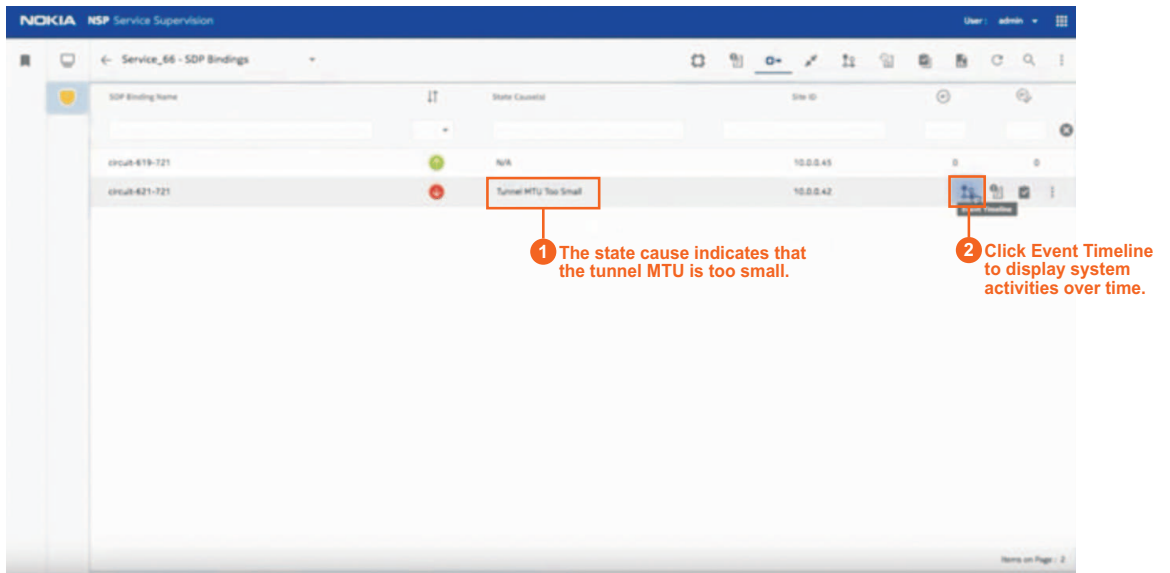 NOKIA NSP Service Supervision User: admin
Service_66 - SDP Bindings
SDP Binding Name State Cause(s) Site ID
circuit-619-721 N/A 10.0.0.45 0 0
circuit-621-721 Tunnel MTU Too Small 10.0.0.42
Event Timeline
1 The state cause indicates that
the tunnel MTU is too small.
2 Click Event Timeline
to display system
activities over time.
Items on Page : 2